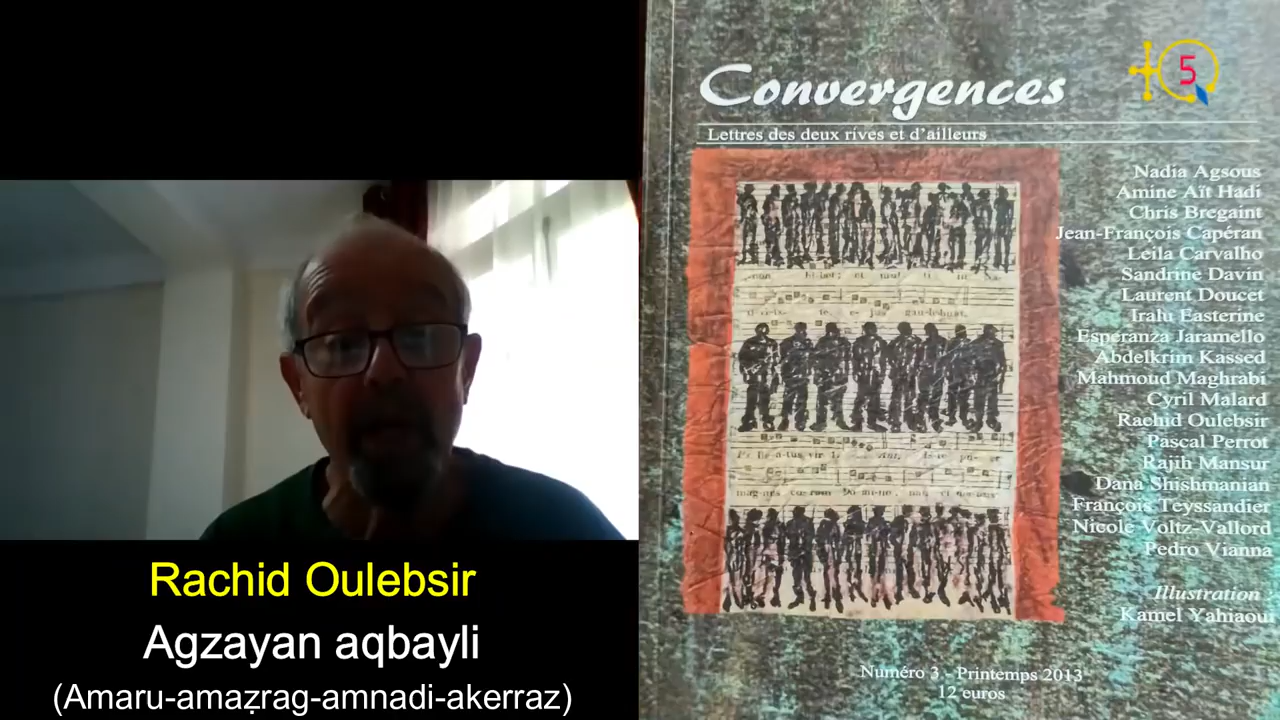 Rachid Oulebsir
Agzayan aqbayli
(Amaru-amaẓrag-amnadi-akerraz)
5
Convergences
Lettres des deux rives et d'ailleurs
Nadia Agsous
Amine Aït Hadi
Chris Bregaint
Jean-François Capéran
Leila Carvalho
Sandrine Davin
Laurent Doucet
Iralu Easterine
Esperanza Jaramello
Abdelkrim Kassed
Mahmoud Maghrabi
Cyril Malard
Rachid Oulebsir
Pascal Perrot
Rajih Mansur
Dana Shishmanian
François Teyssandier
Nicole Voltz-Vallord
Pedro Vianna
Illustration
Kamel Yahiaoui
Numéro 3 - Printemps 2013
12 euros